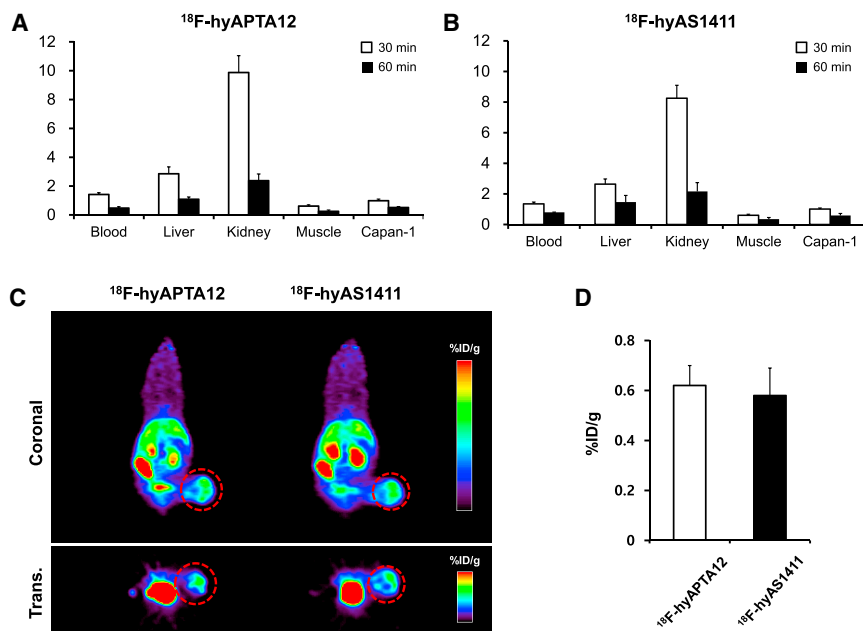 A
¹⁸F-hyAPTA12
30 min
60 min
12
10
8
6
4
2
0
Blood Liver Kidney Muscle Capan-1
B
¹⁸F-hyAS1411
30 min
60 min
12
10
8
6
4
2
0
Blood Liver Kidney Muscle Capan-1
C
¹⁸F-hyAPTA12 ¹⁸F-hyAS1411
Coronal
%ID/g
Trans.
%ID/g
D
%ID/g
0.8
0.6
0.4
0.2
0
¹⁸F-hyAPTA12
¹⁸F-hyAS1411